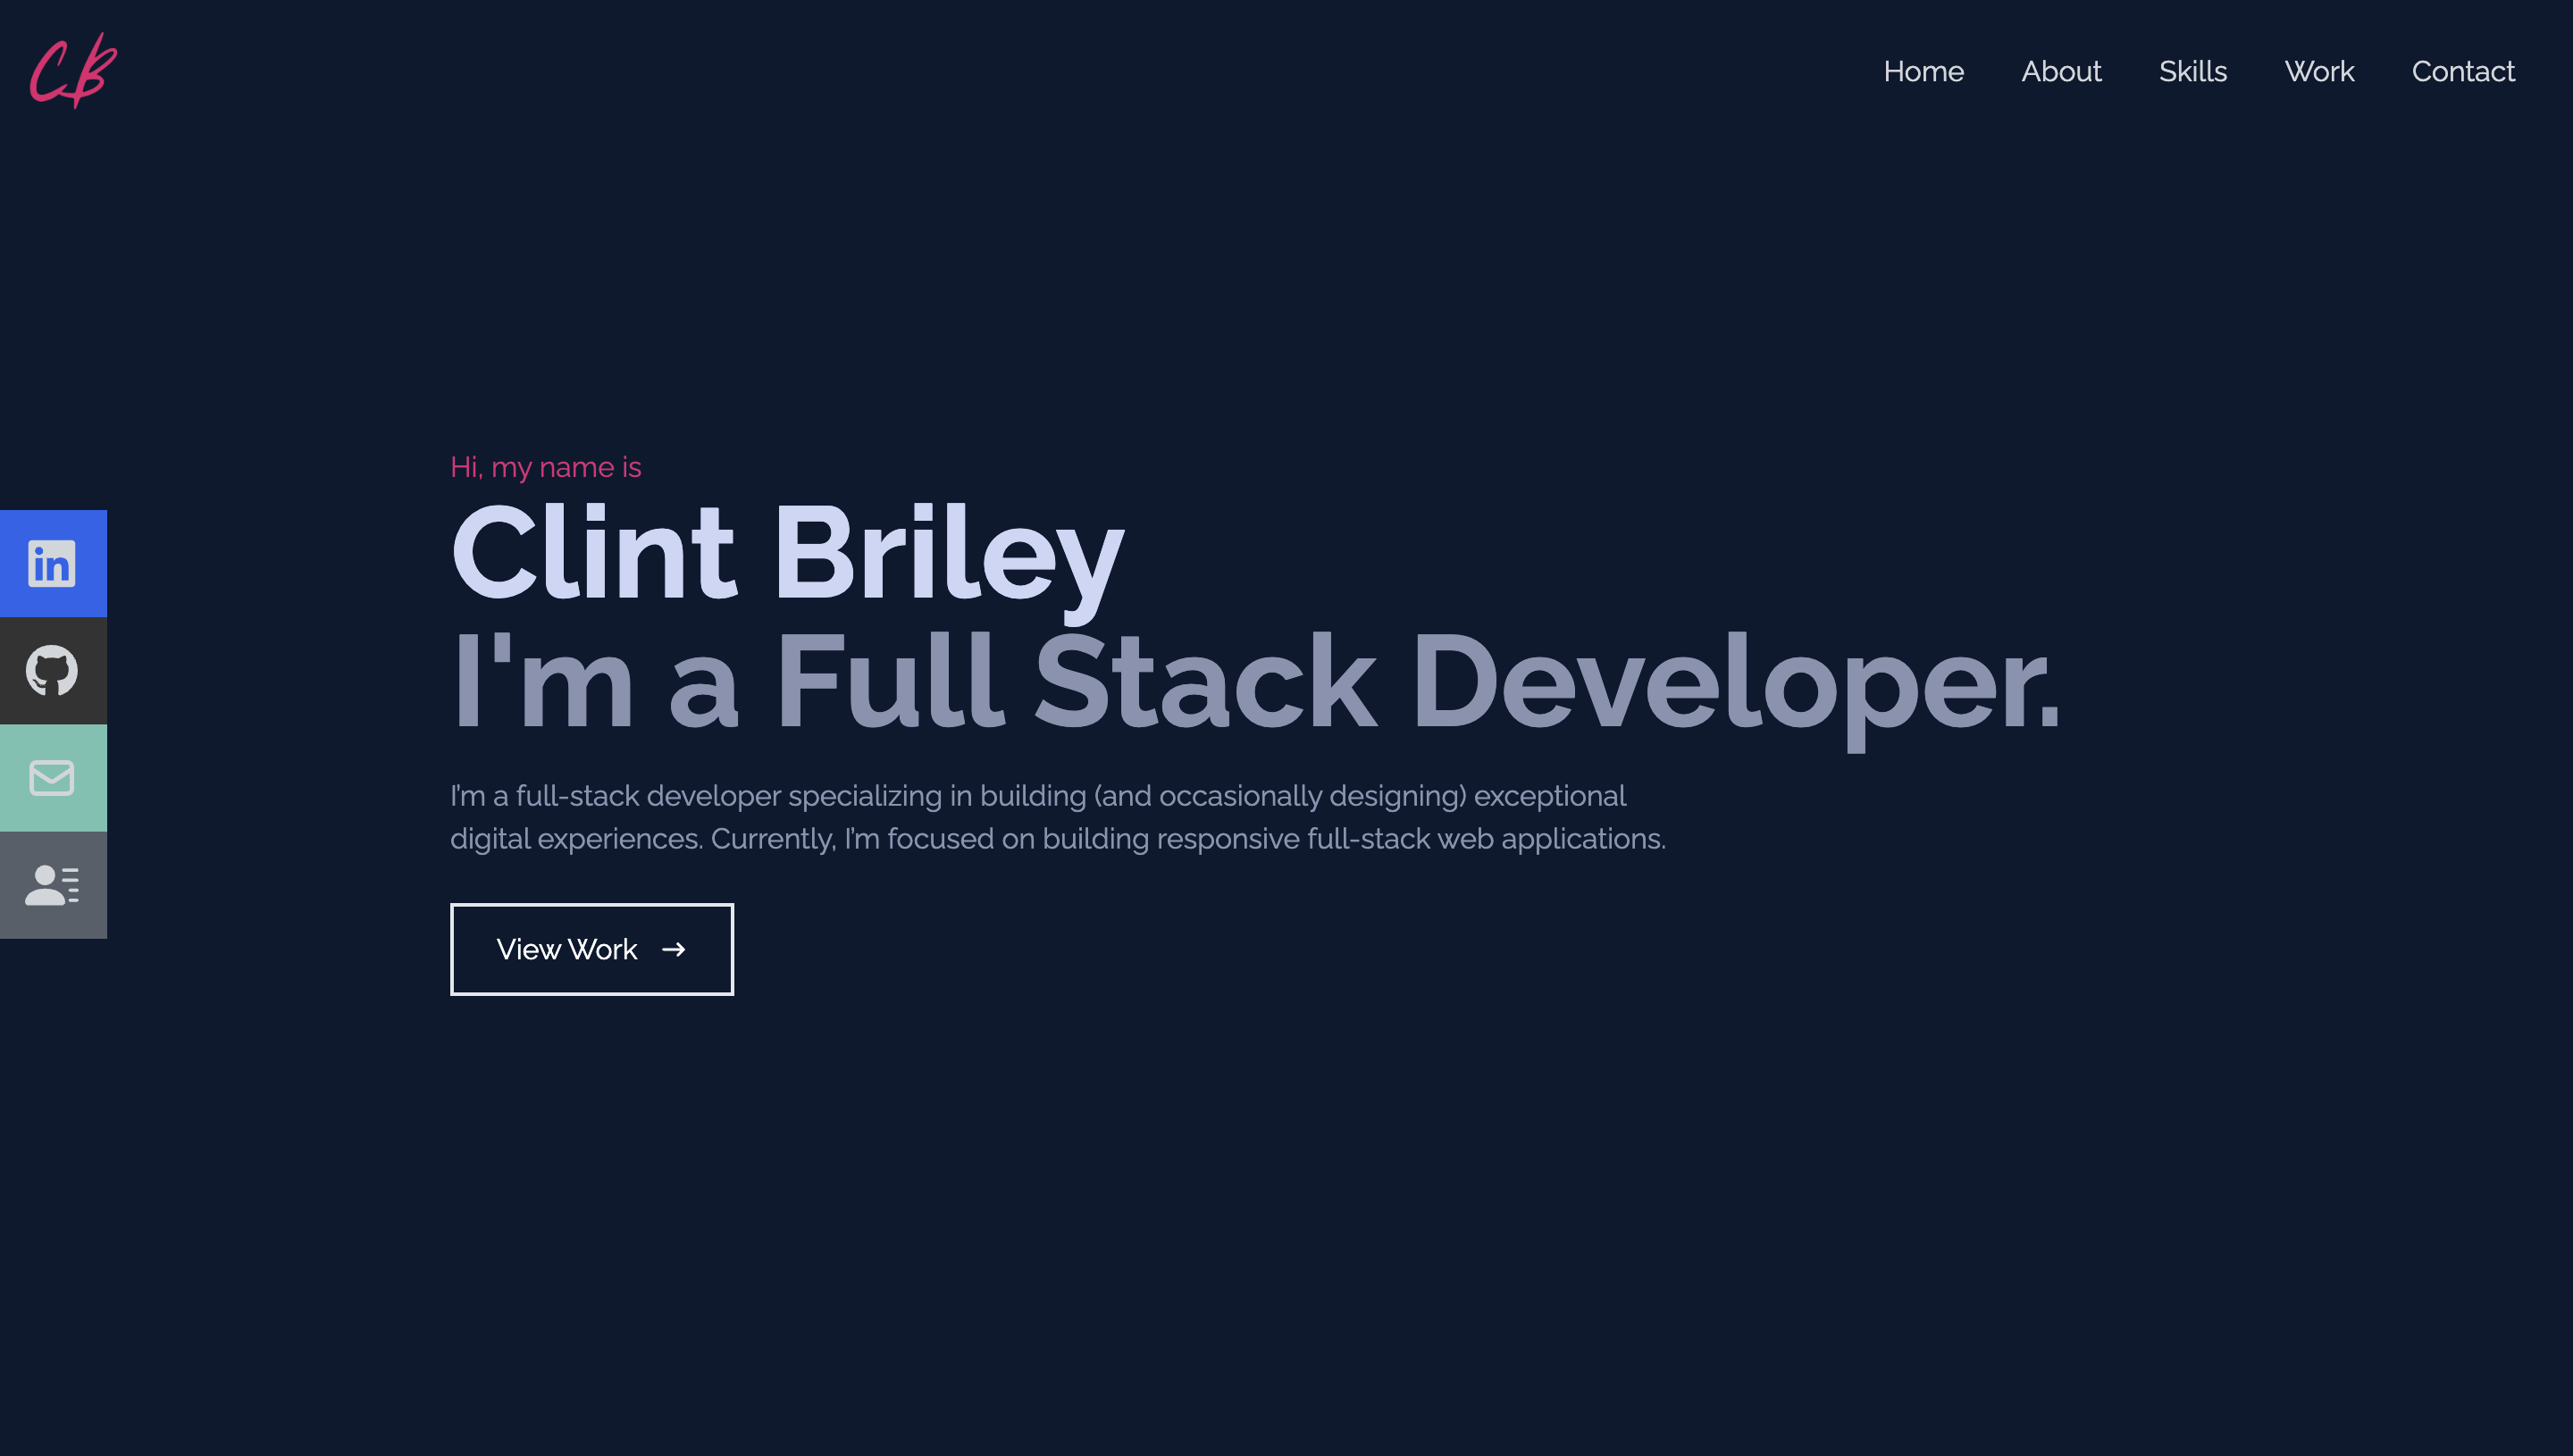 CB
Home About Skills Work Contact
Hi, my name is
Clint Briley
I'm a Full Stack Developer.
I'm a full-stack developer specializing in building (and occasionally designing) exceptional
digital experiences. Currently, I'm focused on building responsive full-stack web applications.
in
View Work